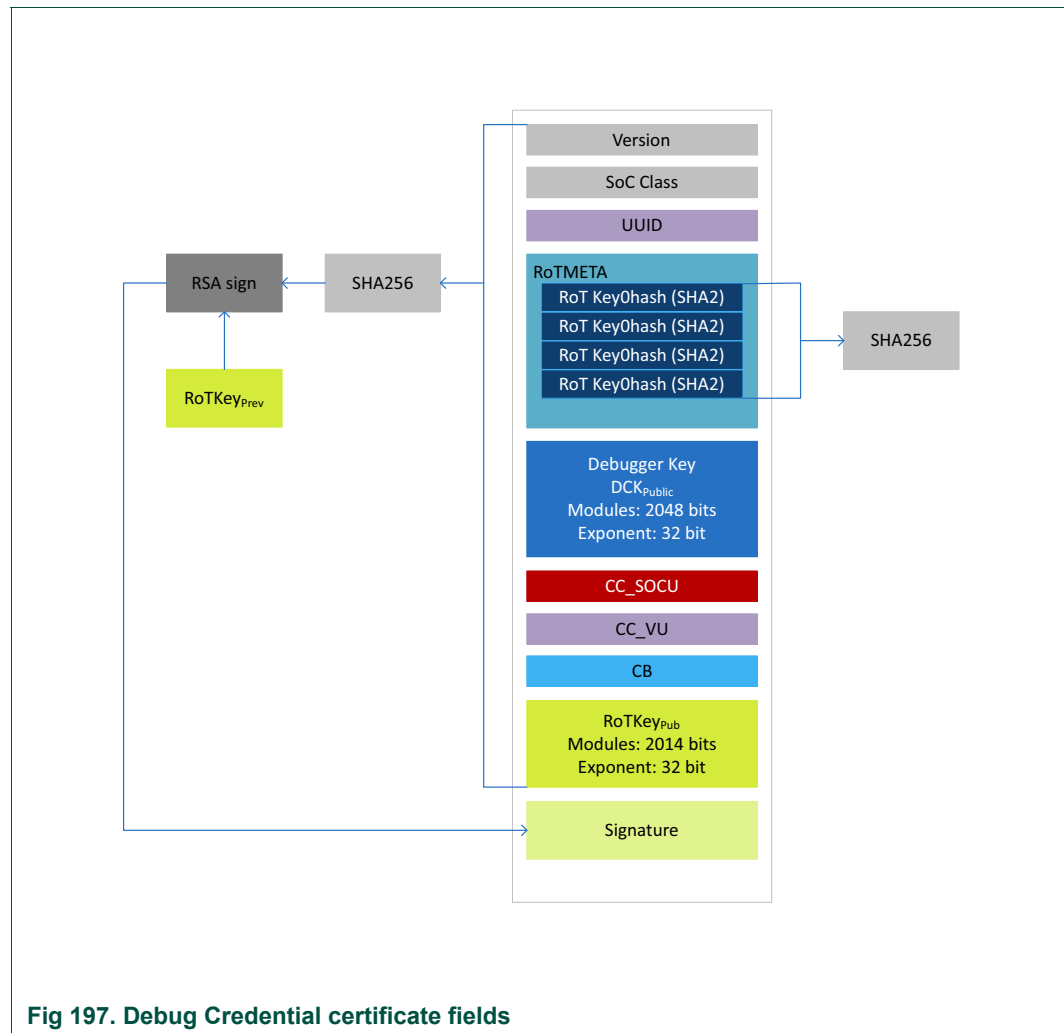 Version
SoC Class
UUID
RSA sign
SHA256
RoTKeyPrev
RoTMETA
RoT Key0hash (SHA2)
RoT Key0hash (SHA2)
RoT Key0hash (SHA2)
RoT Key0hash (SHA2)
SHA256
Debugger Key
DCKPublic
Modules: 2048 bits
Exponent: 32 bit
CC_SOCU
CC_VU
CB
RoTKeyPub
Modules: 2014 bits
Exponent: 32 bit
Signature
Fig 197. Debug Credential certificate fields